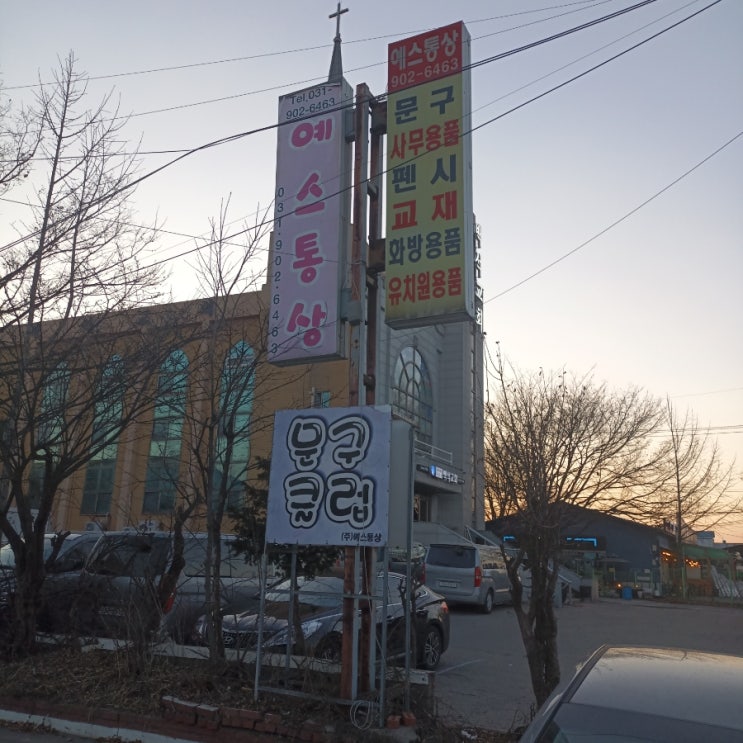 Tel.031-
902-6463
예스통상
031-902-6463
예스통상
902-6463
문구
사무용품
펜시
교재
화방용품
유치원용품
문구
클럽
(주)예스통상